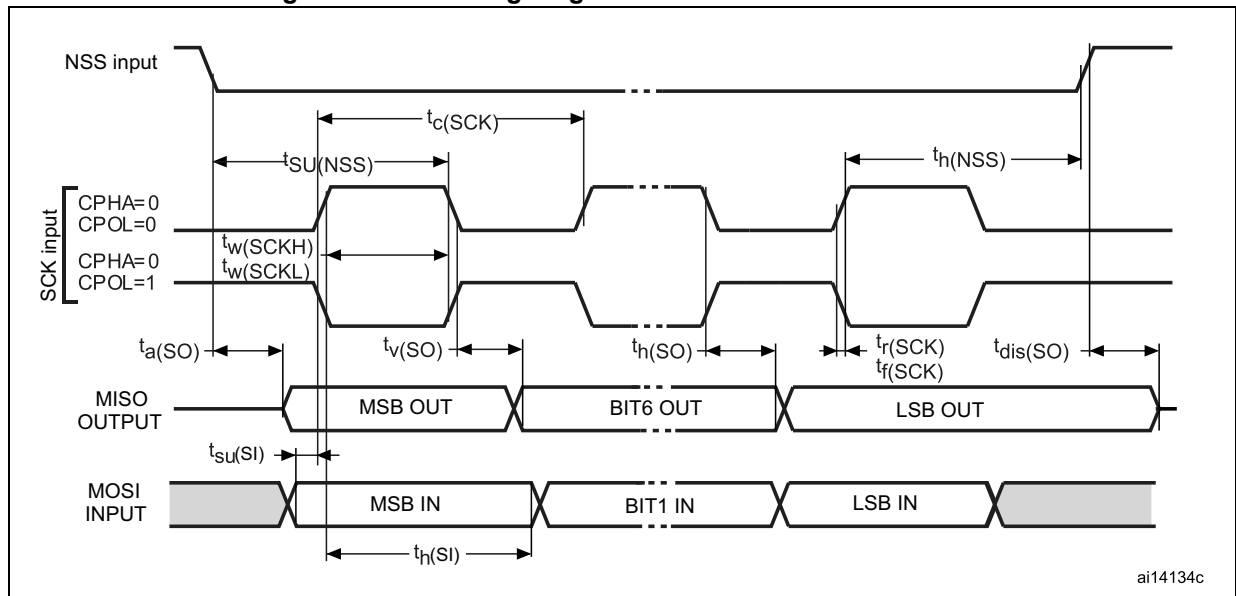 NSS input
tc(SCK)
tSU(NSS)
th(NSS)
SCK input
CPHA=0
CPOL=0
tw(SCKH)
CPHA=0
tw(SCKL)
CPOL=1
ta(SO)
tv(SO)
th(SO)
tr(SCK)
tf(SCK)
tdis(SO)
MISO
OUTPUT
MSB OUT
BIT6 OUT
LSB OUT
tsu(SI)
MOSI
INPUT
MSB IN
BIT1 IN
LSB IN
th(SI)
ai14134c